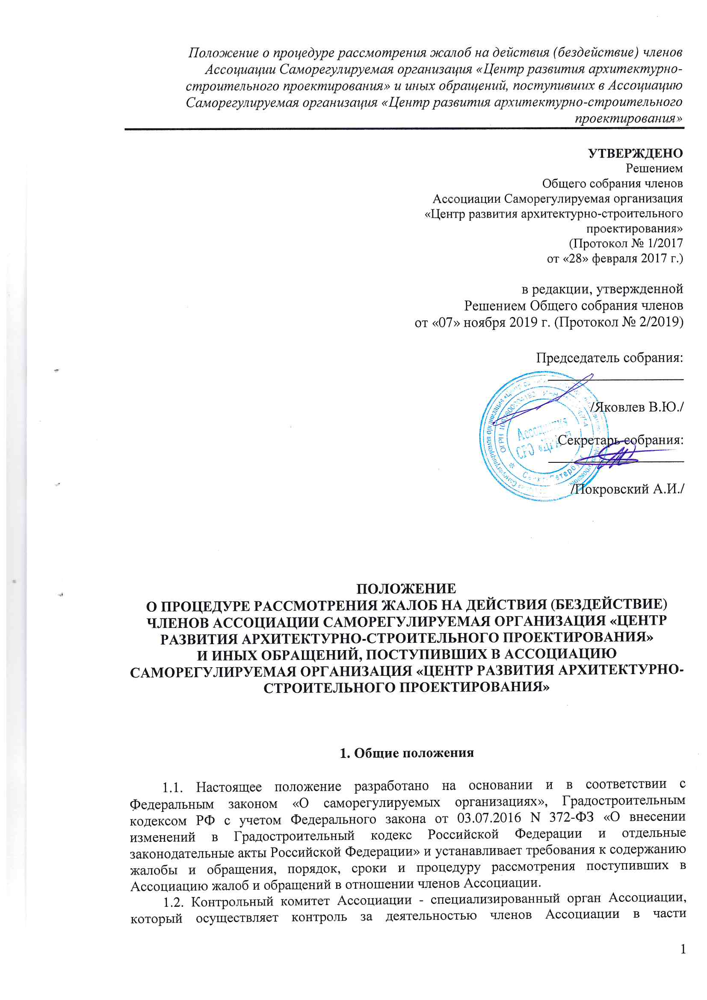 Положение о процедуре рассмотрения жалоб на действия (бездействие) членов
Ассоциации Саморегулируемая организация «Центр развития архитектурно-
строительного проектирования» и иных обращений, поступивших в Ассоциацию
Саморегулируемая организация «Центр развития архитектурно-строительного
проектирования»
УТВЕРЖДЕНО
Решением
Общего собрания членов
Ассоциации Саморегулируемая организация
«Центр развития архитектурно-строительного
проектирования»
(Протокол № 1/2017
от «28» февраля 2017 г.)
в редакции, утвержденной
Решением Общего собрания членов
от «07» ноября 2019 г. (Протокол № 2/2019)
Председатель собрания:
/Яковлев В.Ю./
Секретарь собрания:
/Покровский А.И./
Ассоциация
СРО
ОГРН
Саморегулируемая организация
ПОЛОЖЕНИЕ
О ПРОЦЕДУРЕ РАССМОТРЕНИЯ ЖАЛОБ НА ДЕЙСТВИЯ (БЕЗДЕЙСТВИЕ)
ЧЛЕНОВ АССОЦИАЦИИ САМОРЕГУЛИРУЕМАЯ ОРГАНИЗАЦИЯ «ЦЕНТР
РАЗВИТИЯ АРХИТЕКТУРНО-СТРОИТЕЛЬНОГО ПРОЕКТИРОВАНИЯ»
И ИНЫХ ОБРАЩЕНИЙ, ПОСТУПИВШИХ В АССОЦИАЦИЮ
САМОРЕГУЛИРУЕМАЯ ОРГАНИЗАЦИЯ «ЦЕНТР РАЗВИТИЯ АРХИТЕКТУРНО-
СТРОИТЕЛЬНОГО ПРОЕКТИРОВАНИЯ»
1. Общие положения
1.1. Настоящее положение разработано на основании и в соответствии с
Федеральным законом «О саморегулируемых организациях», Градостроительным
кодексом РФ с учетом Федерального закона от 03.07.2016 N 372-ФЗ «О внесении
изменений в Градостроительный кодекс Российской Федерации и отдельные
законодательные акты Российской Федерации» и устанавливает требования к содержанию
жалобы и обращения, порядок, сроки и процедуру рассмотрения поступивших в
Ассоциацию жалоб и обращений в отношении членов Ассоциации.
1.2. Контрольный комитет Ассоциации - специализированный орган Ассоциации,
который осуществляет контроль за деятельностью членов Ассоциации в части
1